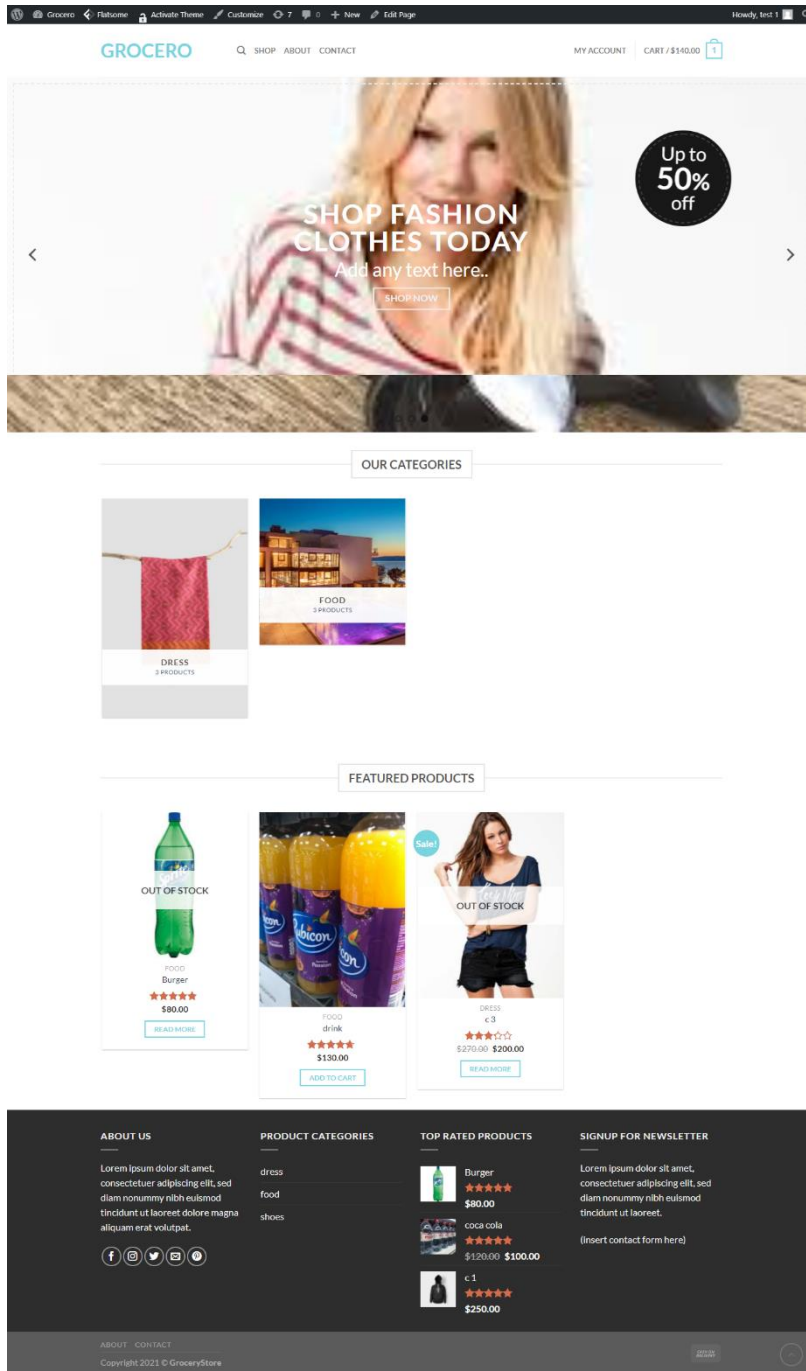 Grocero Flatsome Activate Theme Customize 7 0 New Edit Page Howdy, test 1
GROCERO SHOP ABOUT CONTACT MY ACCOUNT CART / $140.00 1
Up to
50%
off
SHOP FASHION
CLOTHES TODAY
Add any text here..
SHOP NOW
OUR CATEGORIES
FOOD
3 PRODUCTS
DRESS
3 PRODUCTS
FEATURED PRODUCTS
Sale!
Sprite
OUT OF STOCK
Rubicon
OUT OF STOCK
FOOD
Burger
$80.00
READ MORE
FOOD
drink
$130.00
ADD TO CART
DRESS
c 3
$270.00 $200.00
READ MORE
ABOUT US
Lorem ipsum dolor sit amet,
consectetuer adipiscing elit, sed
diam nonummy nibh euismod
tincidunt ut laoreet dolore magna
aliquam erat volutpat.
PRODUCT CATEGORIES
dress
food
shoes
TOP RATED PRODUCTS
Burger
$80.00
coca cola
$120.00 $100.00
c 1
$250.00
SIGNUP FOR NEWSLETTER
Lorem ipsum dolor sit amet,
consectetuer adipiscing elit, sed
diam nonummy nibh euismod
tincidunt ut laoreet.
(insert contact form here)
ABOUT CONTACT
Copyright 2021 © GroceryStore